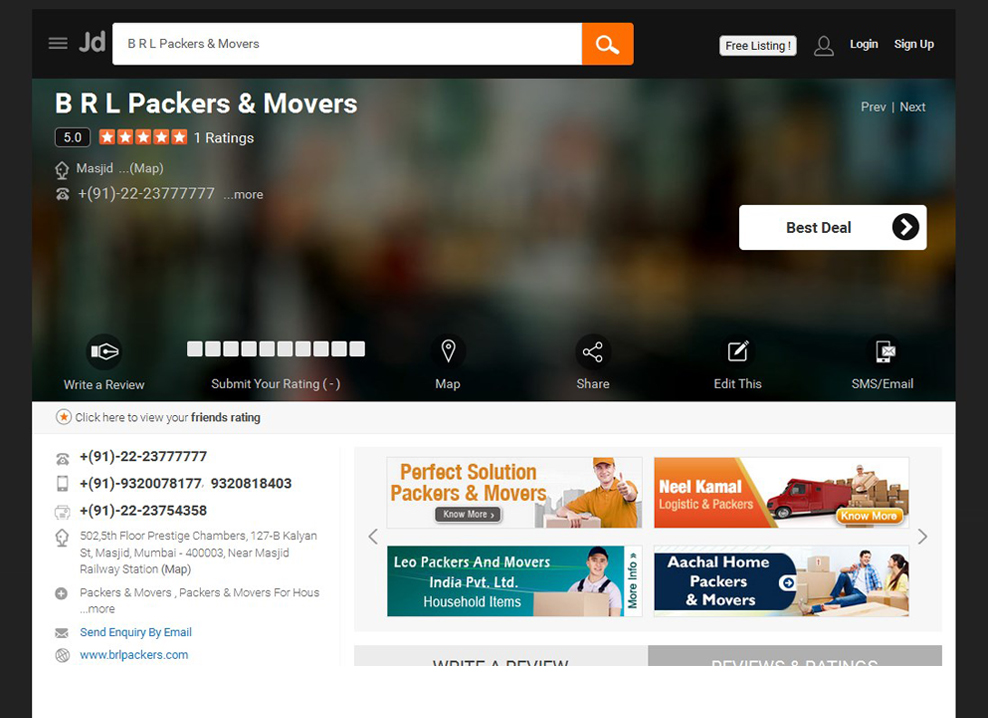 Jd
B R L Packers & Movers
Free Listing !
Login
Sign Up
B R L Packers & Movers
Prev | Next
5.0
1 Ratings
Masjid ...(Map)
+(91)-22-23777777 ...more
Best Deal
Write a Review
Submit Your Rating ( - )
Map
Share
Edit This
SMS/Email
Click here to view your friends rating
+(91)-22-23777777
+(91)-9320078177, 9320818403
+(91)-22-23754358
502,5th Floor Prestige Chambers, 127-B Kalyan
St, Masjid, Mumbai - 400003, Near Masjid
Railway Station (Map)
Packers & Movers , Packers & Movers For Hous
...more
Send Enquiry By Email
www.brlpackers.com
Perfect Solution
Packers & Movers
Know More >
Neel Kamal
Logistic & Packers
Know More
Leo Packers And Movers
India Pvt. Ltd.
Household Items
More Info »
Aachal Home
Packers
& Movers
WRITE A REVIEW
REVIEWS & RATINGS